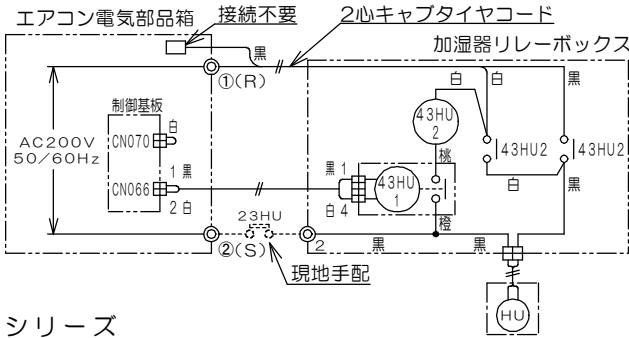 エアコン電気部品箱
接続不要
2心キャブタイヤコード
加湿器リレーボックス
黒
①(R)
白
白
黒
制御基板
43HU
2
AC200V
50/60Hz
CN070
白
43HU2
43HU2
桃
黒1
1黒
CN066
2白
43HU
1
白
黒
白4
橙
23HU
②(S)
2
黒
黒
現地手配
HU
シリーズ